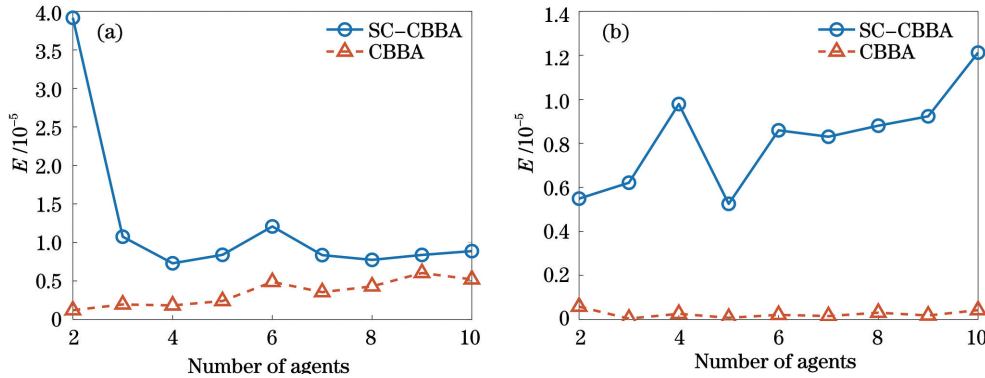 (a)
SC-CBBA
CBBA
4.0
3.5
3.0
2.5
2.0
1.5
1.0
0.5
0
E /10⁻⁵
2 4 6 8 10
Number of agents
(b)
SC-CBBA
CBBA
1.4
1.2
1.0
0.8
0.6
0.4
0.2
0
E /10⁻⁵
2 4 6 8 10
Number of agents